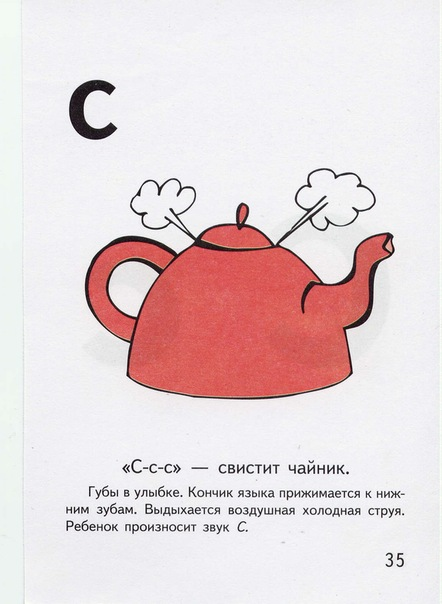 С
«С-с-с» — свистит чайник.
Губы в улыбке. Кончик языка прижимается к ниж-
ним зубам. Выдыхается воздушная холодная струя.
Ребенок произносит звук С.
35